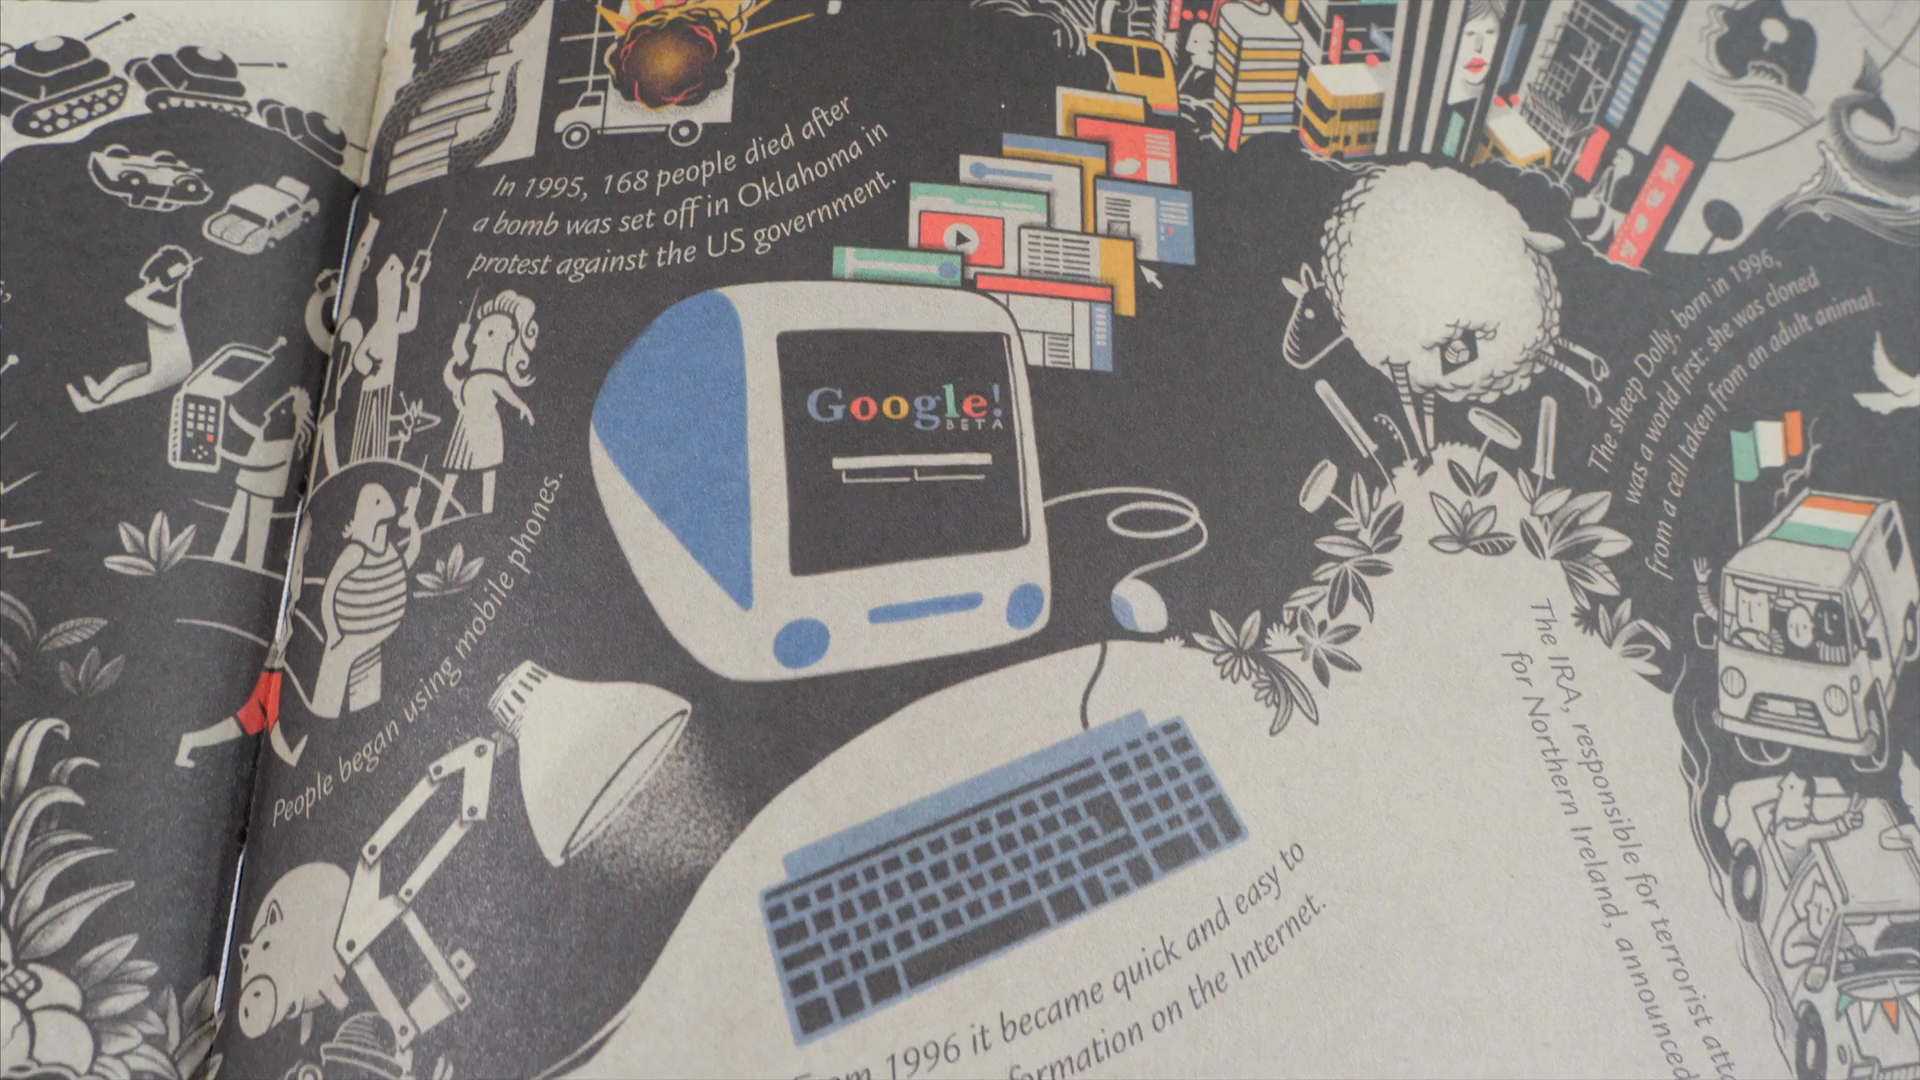 In 1995, 168 people died after
a bomb was set off in Oklahoma in
protest against the US government.
Google!
BETA
The sheep Dolly, born in 1996,
was a world first: she was cloned
from a cell taken from an adult animal.
People began using mobile phones.
The IRA, responsible for terrorist
for Northern Ireland, announced
1996 it became quick and easy to
on the Internet.